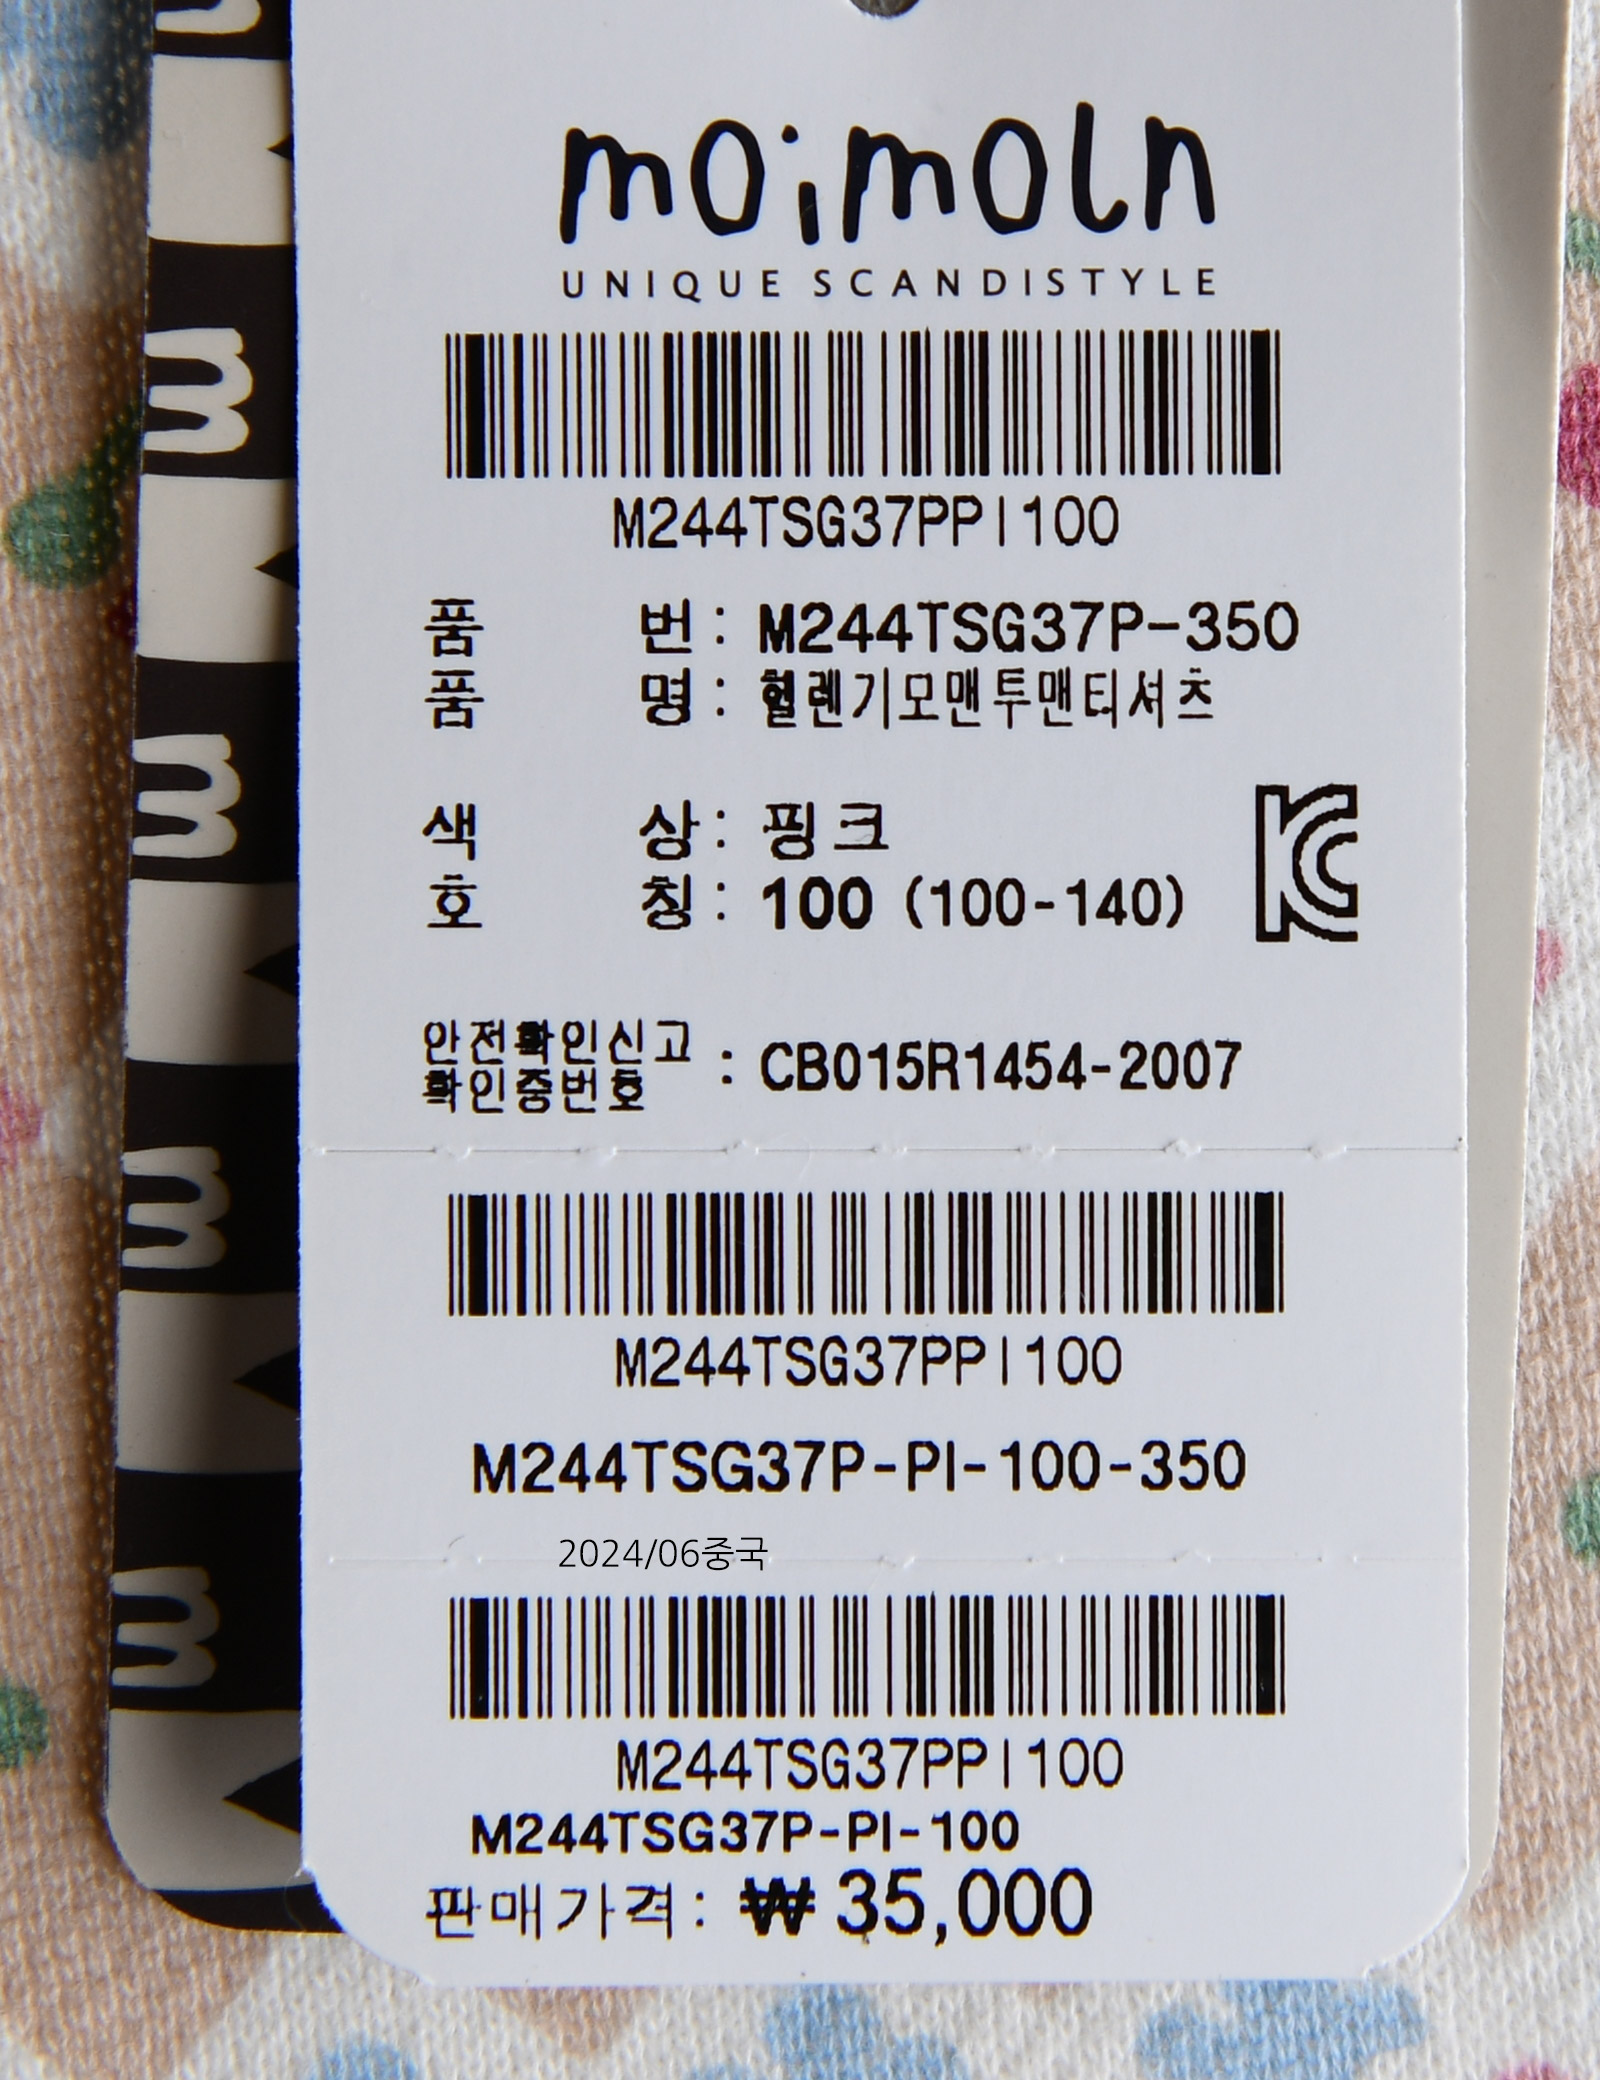 moimoln
UNIQUE SCANDISTYLE
M244TSG37PPI100
품 번 : M244TSG37P-350
품 명 : 헬렌기모맨투맨티셔츠
색 상 : 핑크
호 칭 : 100 (100-140)
안전확인신고
확인증번호 : CB015R1454-2007
M244TSG37PPI100
M244TSG37P-PI-100-350
2024/06중국
M244TSG37PPI100
M244TSG37P-PI-100
판매가격: ₩ 35,000